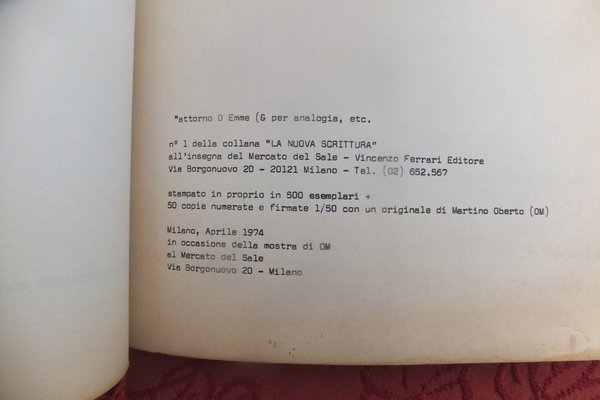 "attorno O Emme (& per analogia, etc.
n° 1 della collana "LA NUOVA SCRITTURA"
all'insegna del Mercato del Sale - Vincenzo Ferrari Editore
Via Borgonuovo 20 - 20121 Milano - Tel. (02) 652.567
stampato in proprio in 500 esemplari +
50 copie numerate e firmate 1/50 con un originale di Martino Oberto (OM)
Milano, Aprile 1974
in occasione della mostra di OM
al Mercato del Sale
Via Borgonuovo 20 - Milano